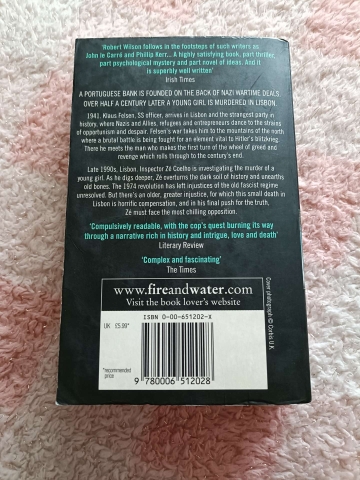 'Robert Wilson follows in the footsteps of such writers as
John le Carré and Phillip Kerr... A highly satisfying book, part thriller,
part psychological mystery and part novel of ideas. And it
is superbly well written'
Irish Times
A PORTUGUESE BANK IS FOUNDED ON THE BACK OF NAZI WARTIME DEALS
OVER HALF A CENTURY LATER A YOUNG GIRL IS MURDERED IN LISBON.
1941. Klaus Felsen, SS officer, arrives in Lisbon and the strangest party in
history, where Nazis and Allies, refugees and entrepreneurs dance to the strains
of opportunism and despair. Felsen's war takes him to the mountains of the north
where a brutal battle is being fought for an element vital to Hitler's blitzkrieg.
There he meets the man who makes the first turn of the wheel of greed and
revenge which rolls through to the century's end.
Late 1990s, Lisbon. Inspector Zé Coelho is investigating the murder of a
young girl. As he digs deeper, Zé overturns the dark soil of history and unearths
old bones. The 1974 revolution has left injustices of the old fascist regime
unresolved. But there's an older, greater injustice, for which this small death in
Lisbon is horrific compensation, and in his final push for the truth,
Zé must face the most chilling opposition.
'Compulsively readable, with the cop's quest burning its way
through a narrative rich in history and intrigue, love and death'
Literary Review
'Complex and fascinating'
The Times
www.fireandwater.com
Visit the book lover's website
Cover photograph © Corbis U.K.
ISBN 0-00-651202-X
UK £5.99*
*recommended
price
9 780006 512028